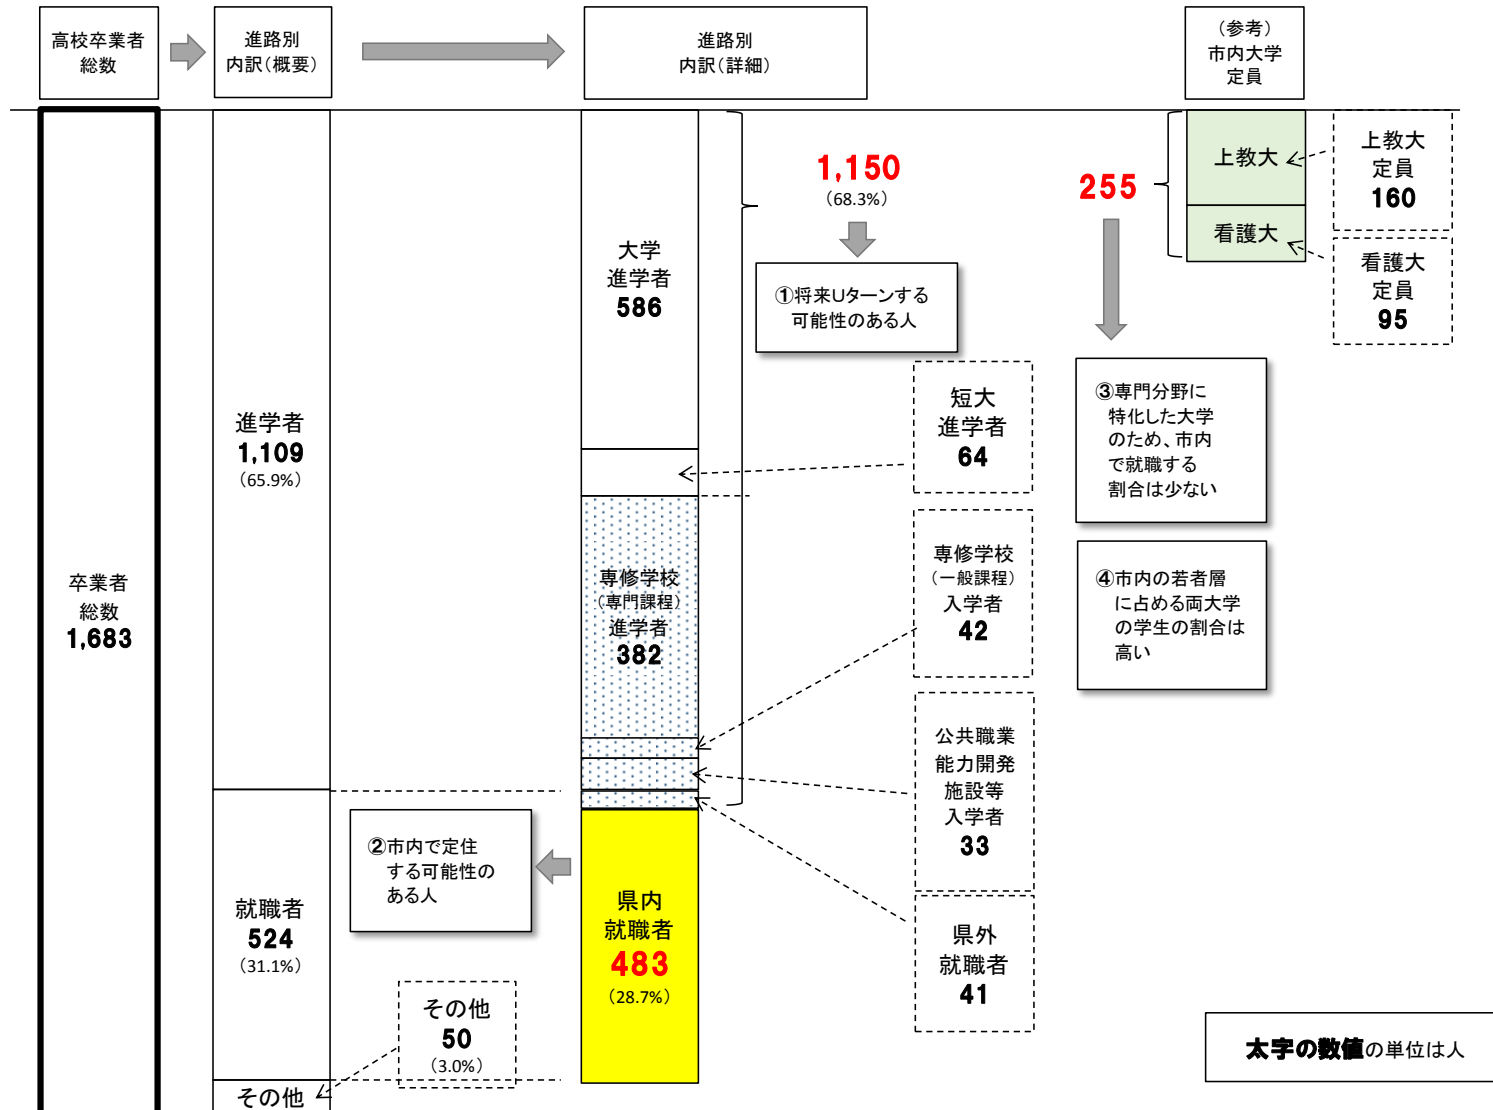 高校卒業者
総数
進路別
内訳（概要）
進路別
内訳（詳細）
（参考）
市内大学
定員
卒業者
総数
1,683
進学者
1,109
（65.9%）
就職者
524
（31.1%）
その他
その他
50
（3.0%）
大学
進学者
586
専修学校
（専門課程）
進学者
382
県内
就職者
483
（28.7%）
②市内で定住
する可能性の
ある人
1,150
（68.3%）
①将来Uターンする
可能性のある人
短大
進学者
64
専修学校
（一般課程）
入学者
42
公共職業
能力開発
施設等
入学者
33
県外
就職者
41
255
上教大
看護大
上教大
定員
160
看護大
定員
95
③専門分野に
特化した大学
のため、市内
で就職する
割合は少ない
④市内の若者層
に占める両大学
の学生の割合は
高い
太字の数値の単位は人